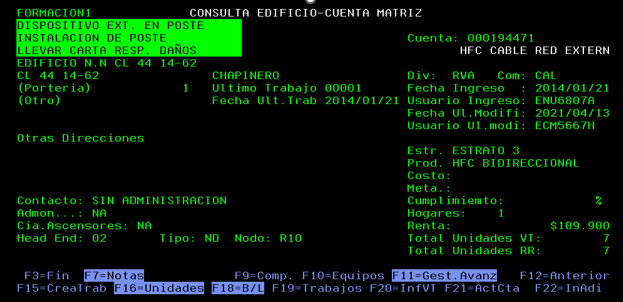 FORMACION1 CONSULTA EDIFICIO-CUENTA MATRIZ
DISPOSITIVO EXT. EN POSTE
INSTALACION DE POSTE Cuenta: 000194471
LLEVAR CARTA RESP. DAÑOS HFC CABLE RED EXTERN
EDIFICIO N.N CL 44 14-62
CL 44 14-62 CHAPINERO Div: RVA Com: CAL
(Porteria) 1 Ultimo Trabajo 00001 Fecha Ingreso : 2014/01/21
(Otro) Fecha Ult.Trab 2014/01/21 Usuario Ingreso: ENU6807A
Fecha Ul.Modifi: 2021/04/13
Usuario Ul.modi: ECM5667H
Otras Direcciones
Estr. ESTRATO 3
Prod. HFC BIDIRECCIONAL
Costo:
Meta.:
Contacto: SIN ADMINISTRACION Cumplimiemto: %
Admon...: NA Hogares: 1
Cia.Ascensores: NA Renta: $109.900
Head End: 02 Tipo: ND Nodo: R10 Total Unidades VT: 7
Total Unidades RR: 7
F3=Fin F7=Notas F9=Comp. F10=Equipos F11=Gest.Avanz F12=Anterior
F15=CreaTrab F16=Unidades F18=B/L F19=Trabajos F20=InfVT F21=ActCta F22=InAdi